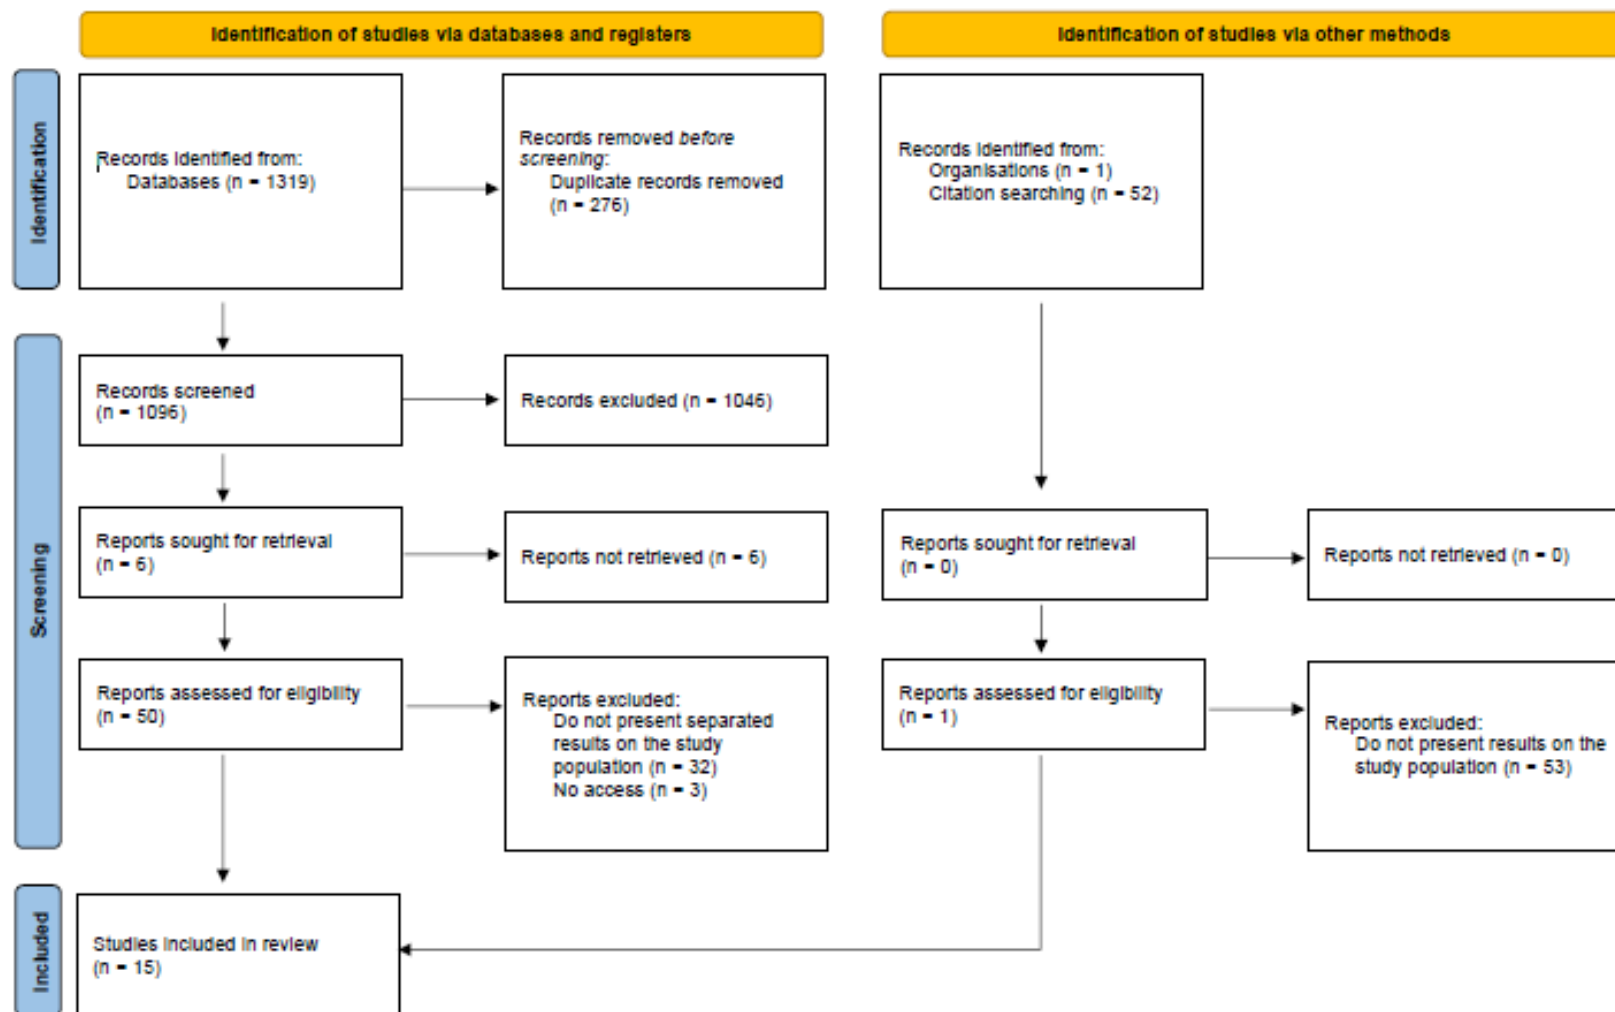 Identification of studies via databases and registers
Identification of studies via other methods
Identification
Records identified from:
Databases (n = 1319)
Records removed before
screening:
Duplicate records removed
(n = 276)
Records identified from:
Organisations (n = 1)
Citation searching (n = 52)
Screening
Records screened
(n = 1096)
Records excluded (n = 1046)
Reports sought for retrieval
(n = 6)
Reports not retrieved (n = 6)
Reports sought for retrieval
(n = 0)
Reports not retrieved (n = 0)
Reports assessed for eligibility
(n = 50)
Reports excluded:
Do not present separated
results on the study
population (n = 32)
No access (n = 3)
Reports assessed for eligibility
(n = 1)
Reports excluded:
Do not present results on the
study population (n = 53)
Included
Studies included in review
(n = 15)